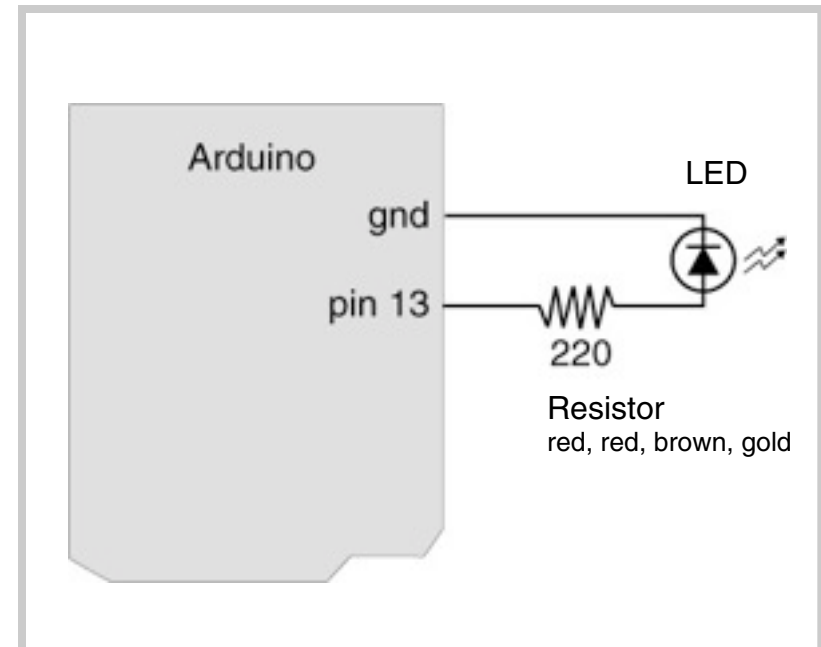 Arduino
LED
gnd
pin 13
220
Resistor
red, red, brown, gold